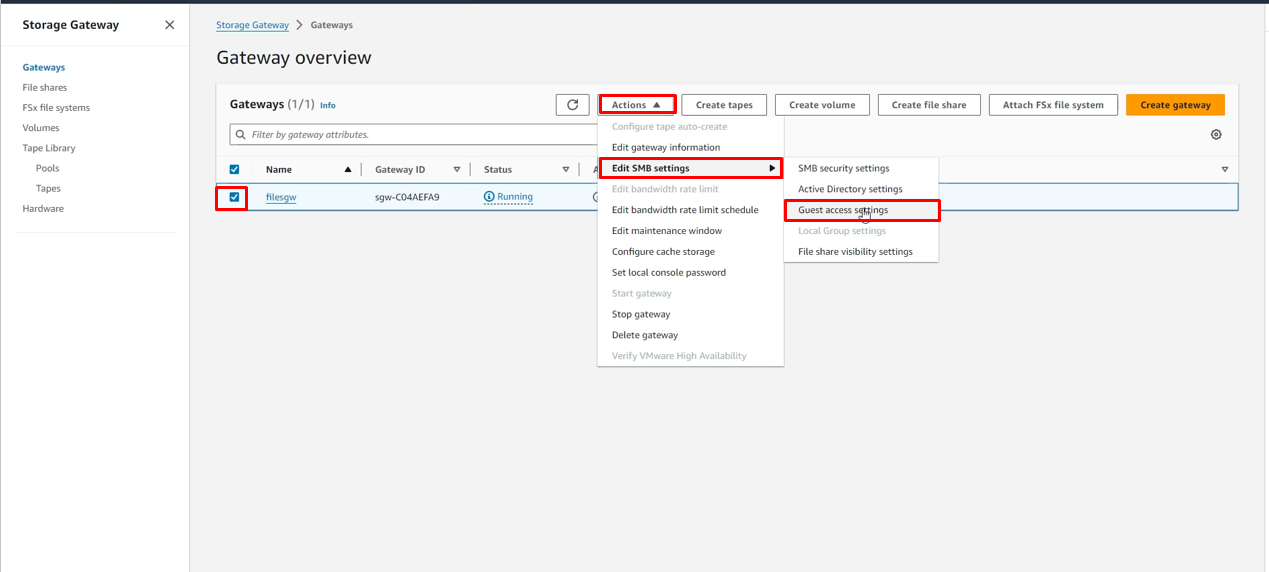 Storage Gateway
Gateways
File shares
FSx file systems
Volumes
Tape Library
Pools
Tapes
Hardware
Storage Gateway > Gateways
Gateway overview
Gateways (1/1) Info
Actions Create tapes Create volume Create file share Attach FSx file system Create gateway
Filter by gateway attributes.
Name Gateway ID Status
filesgw sgw-C04AEFA9 Running
Configure tape auto-create
Edit gateway information
Edit SMB settings
Edit bandwidth rate limit
Edit bandwidth rate limit schedule
Edit maintenance window
Configure cache storage
Set local console password
Start gateway
Stop gateway
Delete gateway
Verify VMware High Availability
SMB security settings
Active Directory settings
Guest access settings
Local Group settings
File share visibility settings